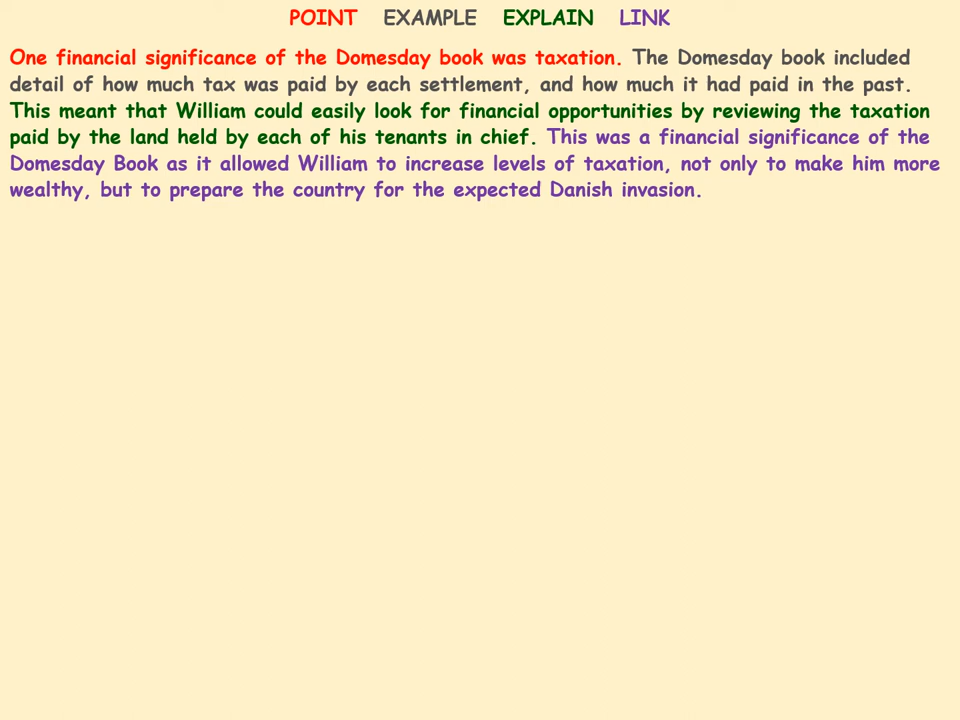 POINT EXAMPLE EXPLAIN LINK
One financial significance of the Domesday book was taxation. The Domesday book included
detail of how much tax was paid by each settlement, and how much it had paid in the past.
This meant that William could easily look for financial opportunities by reviewing the taxation
paid by the land held by each of his tenants in chief. This was a financial significance of the
Domesday Book as it allowed William to increase levels of taxation, not only to make him more
wealthy, but to prepare the country for the expected Danish invasion.